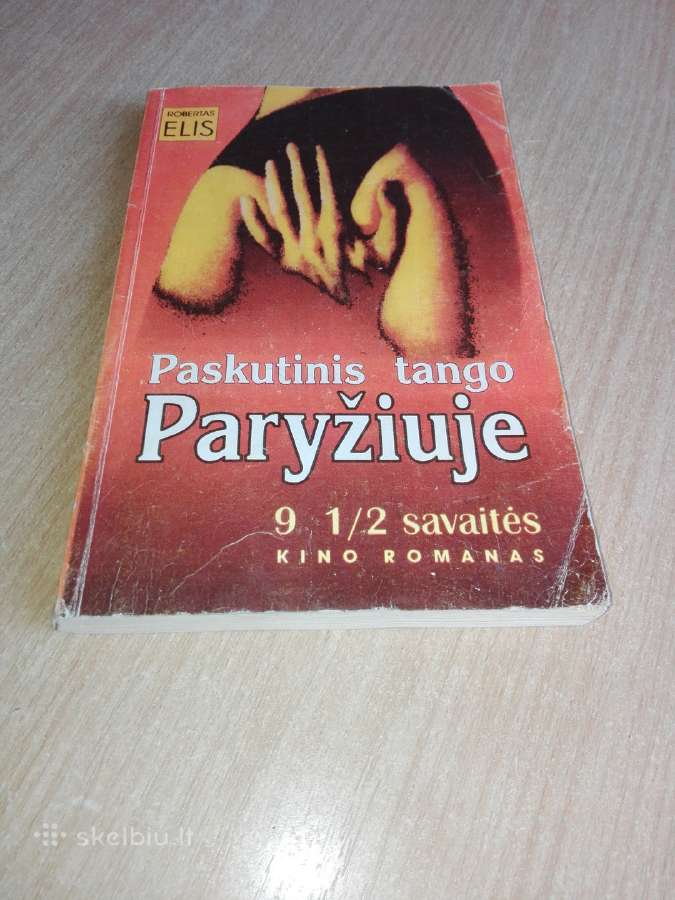 ROBERTAS
ELIS
Paskutinis tango
Paryžiuje
9 1/2 savaitės
KINO ROMANAS
skelbiu.lt